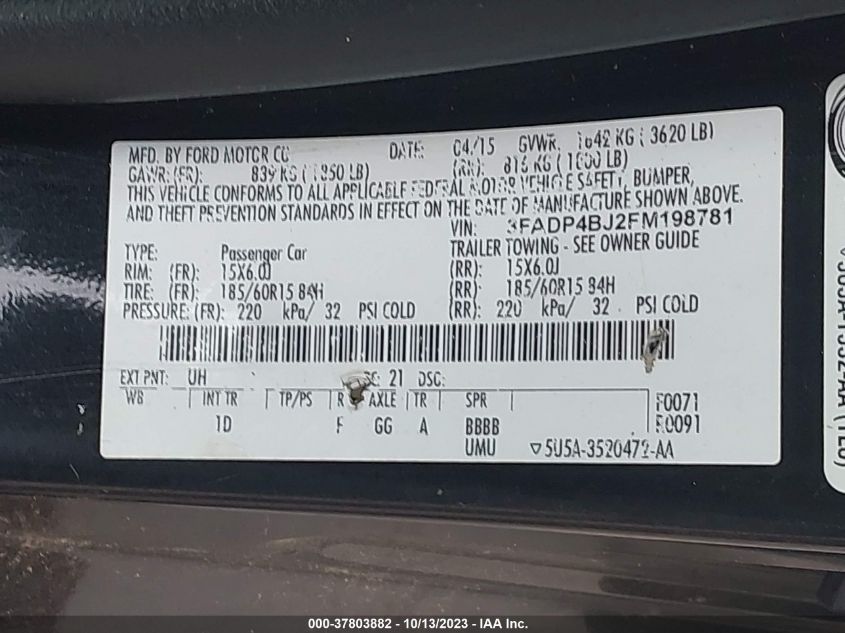 MFD. BY FORD MOTOR CO DATE: 04/15 GVWR: 1642 KG ( 3620 LB)
GAWR: (FR): 839 KG ( 1850 LB) (RR): 816 KG ( 1800 LB)
THIS VEHICLE CONFORMS TO ALL APPLICABLE FEDERAL MOTOR VEHICLE SAFETY, BUMPER,
AND THEFT PREVENTION STANDARDS IN EFFECT ON THE DATE OF MANUFACTURE SHOWN ABOVE.
VIN: 3FADP4BJ2FM198781
TYPE: Passenger Car TRAILER TOWING - SEE OWNER GUIDE
RIM: (FR): 15X6.0J (RR): 15X6.0J
TIRE: (FR): 185/60R15 84H (RR): 185/60R15 84H
PRESSURE: (FR): 220 kPa/ 32 PSI COLD (RR): 220 kPa/ 32 PSI COLD
EXT PNT: UH 21 DSC:
WB INT TR TP/PS R AXLE TR SPR F0071
1D F GG A BBBB F0091
UMU ▽5U5A-3520472-AA
000-37803882 - 10/13/2023 - IAA Inc.